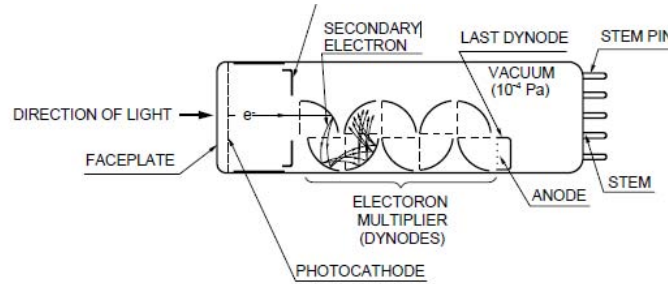 SECONDARY
ELECTRON
LAST DYNODE
STEM PIN
VACUUM
(10⁻⁴ Pa)
DIRECTION OF LIGHT
e-
FACEPLATE
ELECTORON
MULTIPLIER
(DYNODES)
ANODE
STEM
PHOTOCATHODE